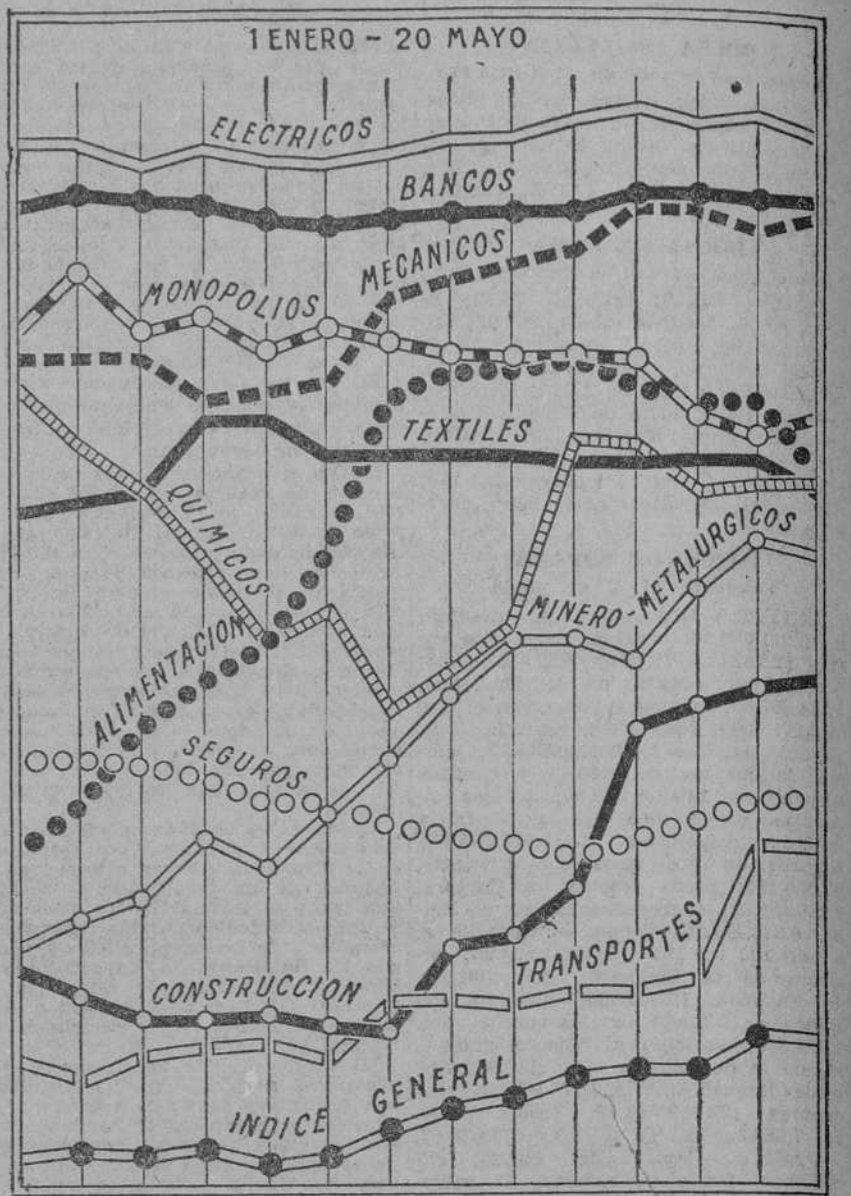 1 ENERO - 20 MAYO
ELECTRICOS
BANCOS
MECANICOS
MONOPOLIOS
TEXTILES
QUIMICOS
MINERO-METALURGICOS
ALIMENTACION
SEGUROS
TRANSPORTES
CONSTRUCCION
INDICE GENERAL